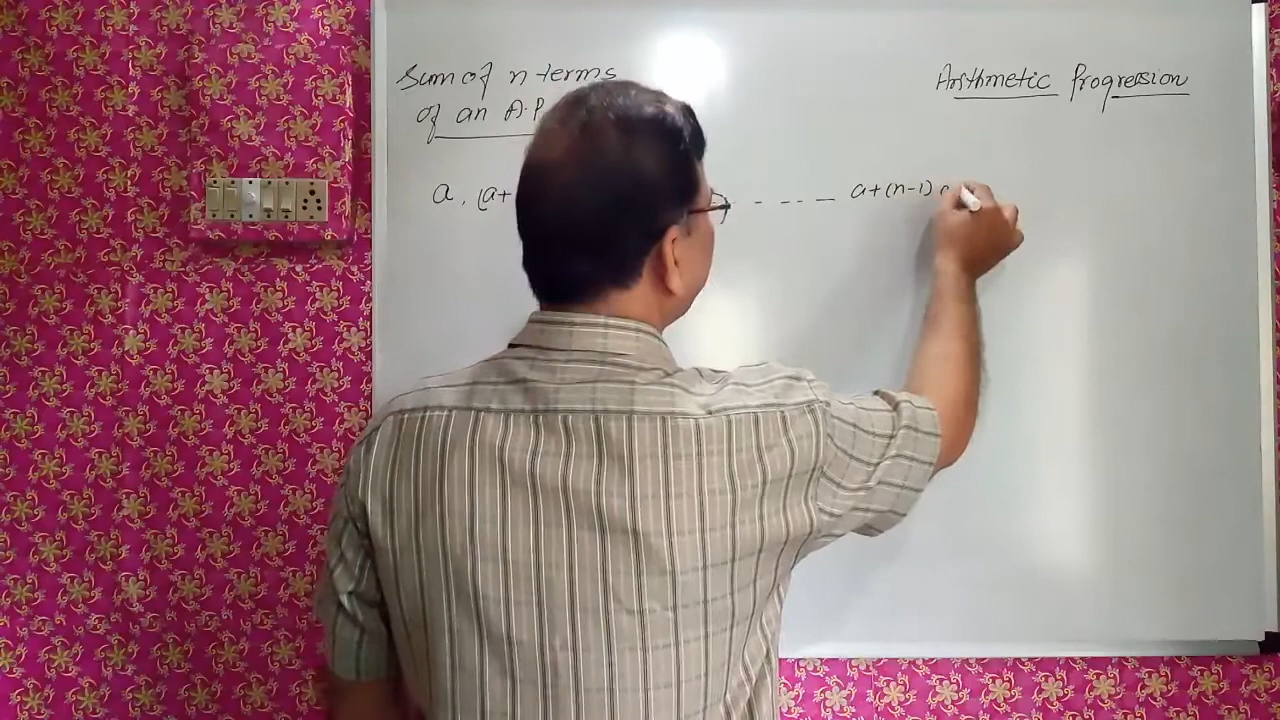 Sum of n terms
of an A.P
Arithmetic Progression
a, (a+ ) - - - - - a+(n-1)